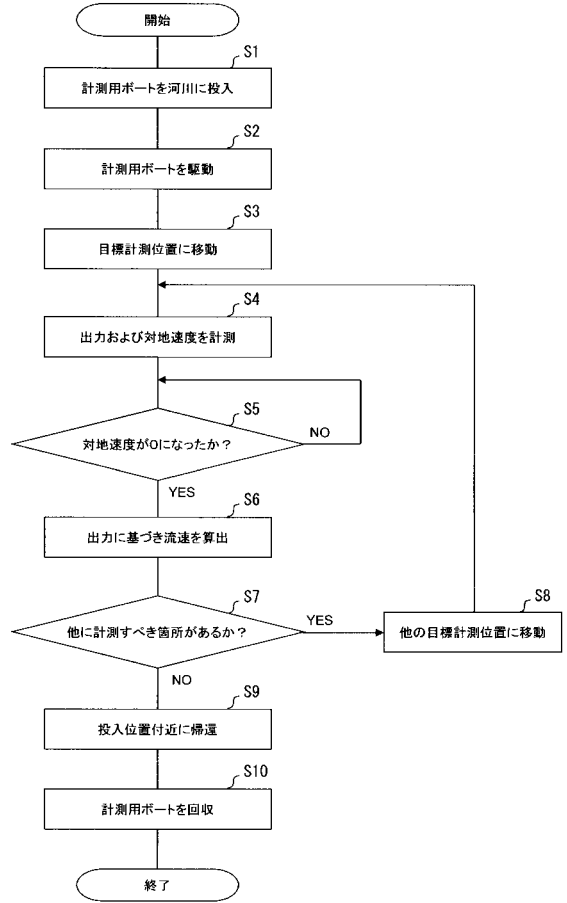 開始
S1
計測用ボートを河川に投入
S2
計測用ボートを駆動
S3
目標計測位置に移動
S4
出力および対地速度を計測
S5
対地速度が0になったか？
NO
YES
S6
出力に基づき流速を算出
S7
他に計測すべき箇所があるか？
YES
S8
他の目標計測位置に移動
NO
S9
投入位置付近に帰還
S10
計測用ボートを回収
終了